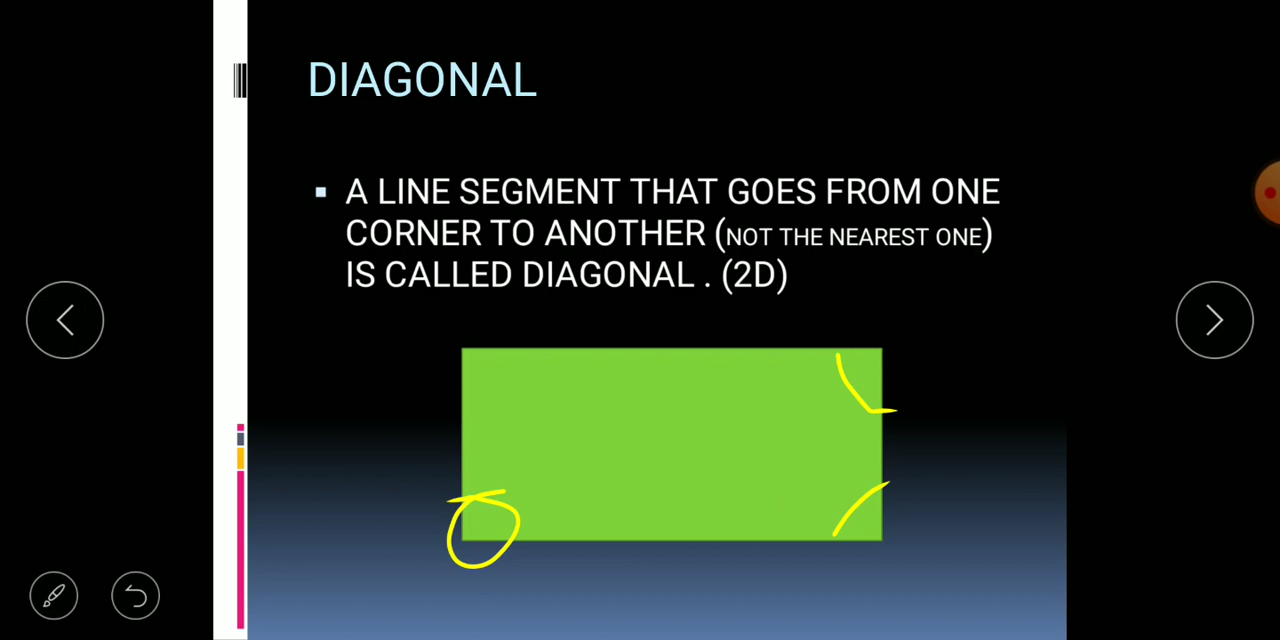 DIAGONAL
A LINE SEGMENT THAT GOES FROM ONE
CORNER TO ANOTHER (NOT THE NEAREST ONE)
IS CALLED DIAGONAL . (2D)